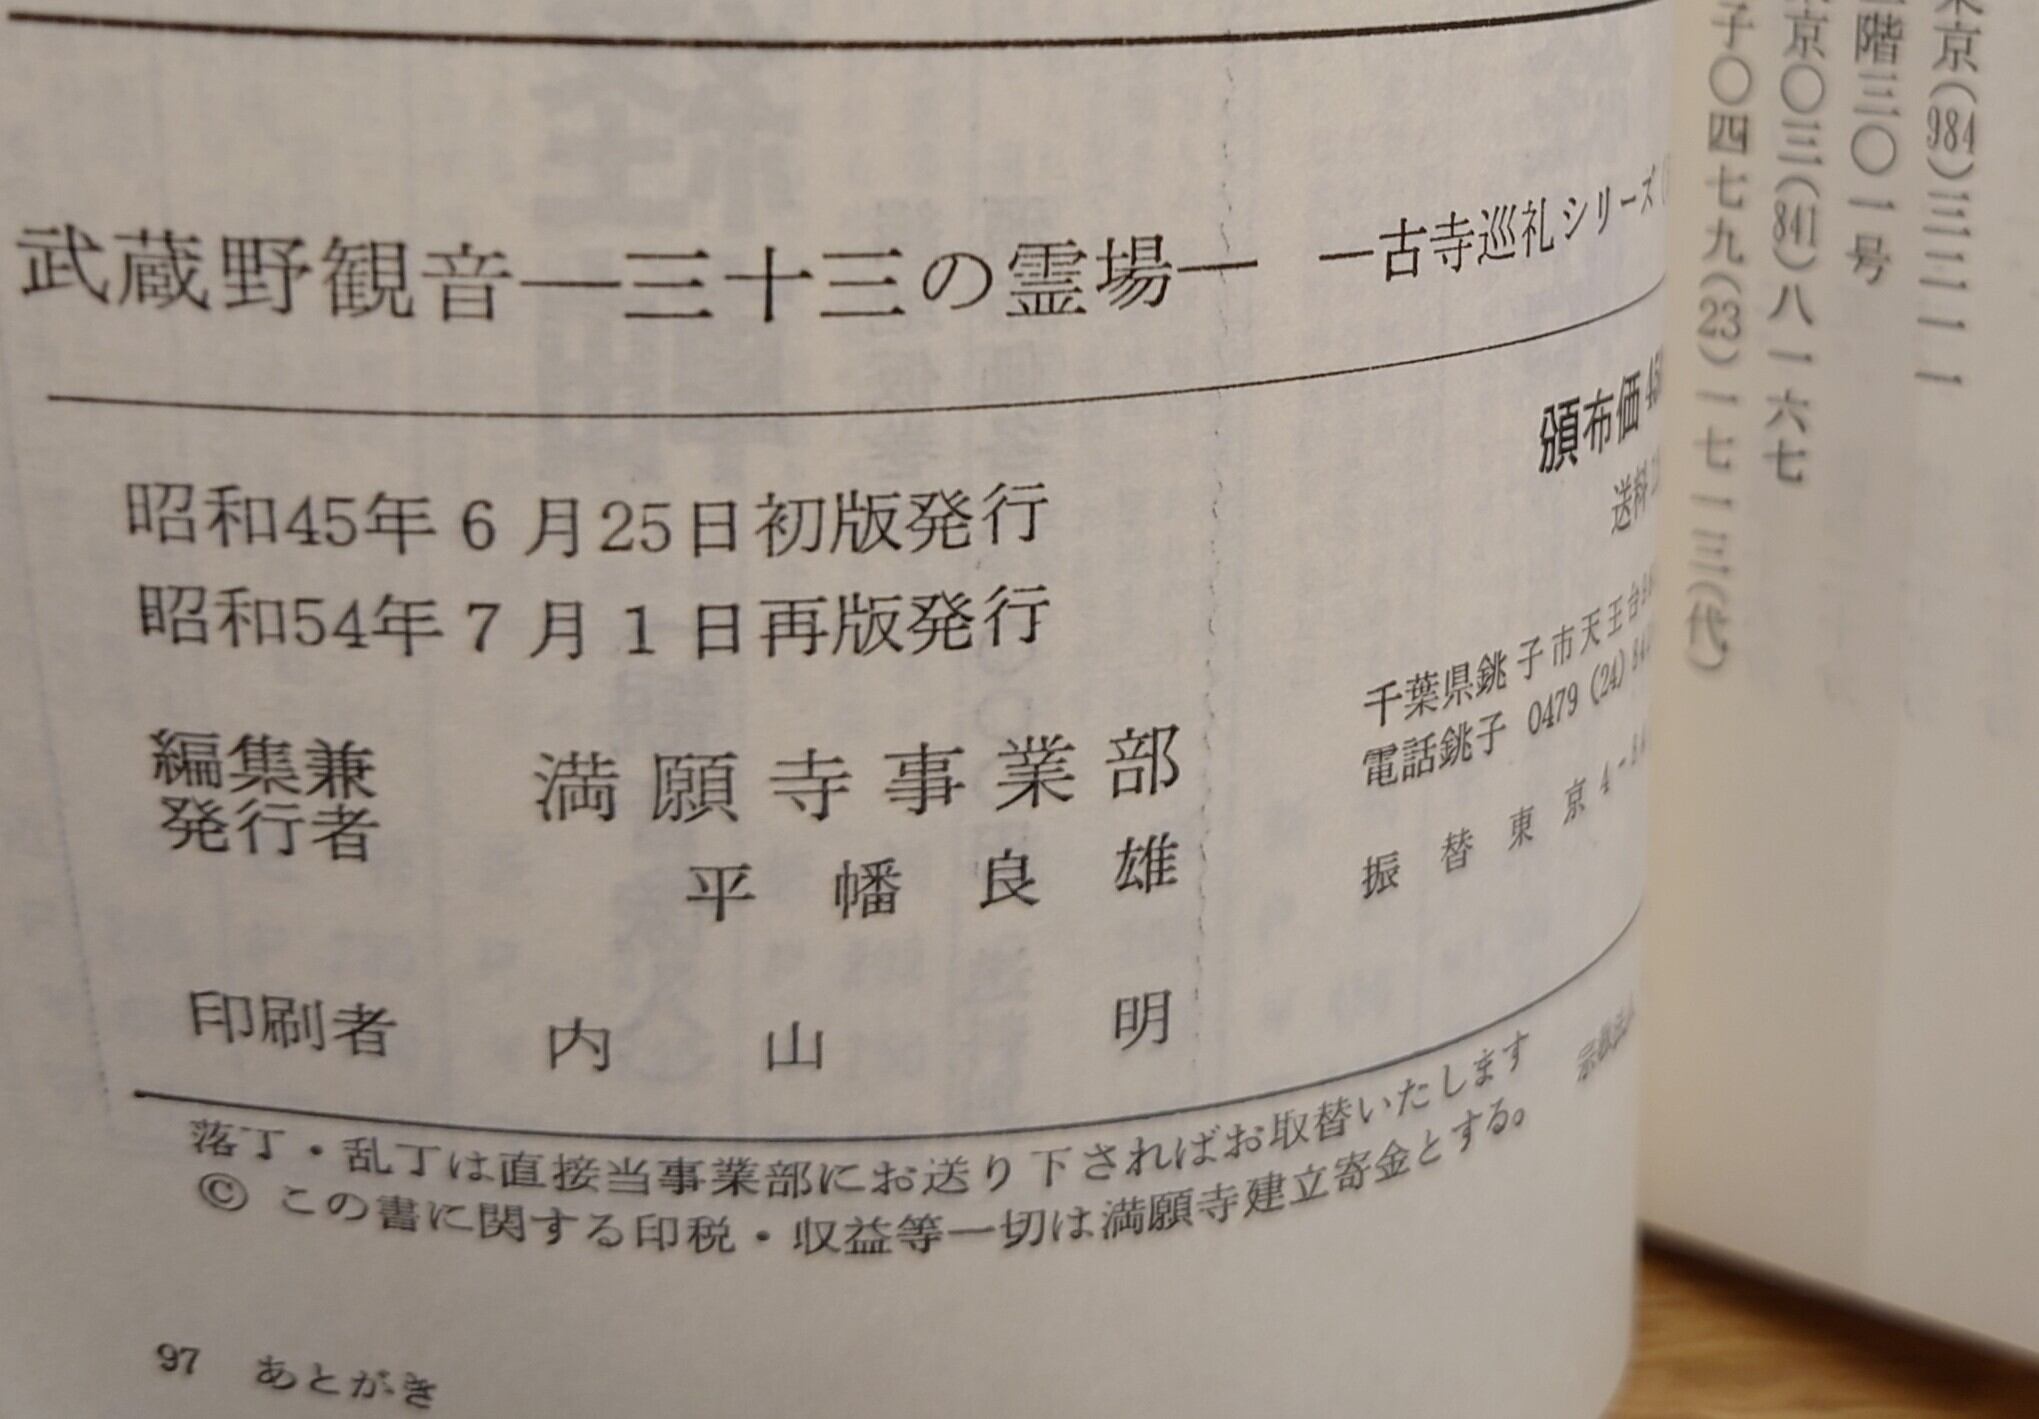 武蔵野観音―三十三の霊場― ―古寺巡礼シリーズ
頒布価
送料
昭和45年6月25日初版発行
昭和54年7月1日再版発行
千葉県銚子市天王台
電話銚子 0479 (24)
振替東京4-
編集兼
発行者
満願寺事業部
平幡良雄
印刷者 内山明
落丁・乱丁は直接当事業部にお送り下さればお取替いたします
© この書に関する印税・収益等一切は満願寺建立寄金とする。
97 あとがき
京(984)三二一一
階三〇一号
京〇三(841)八一六七
子〇四七九(23)一七一三(代)